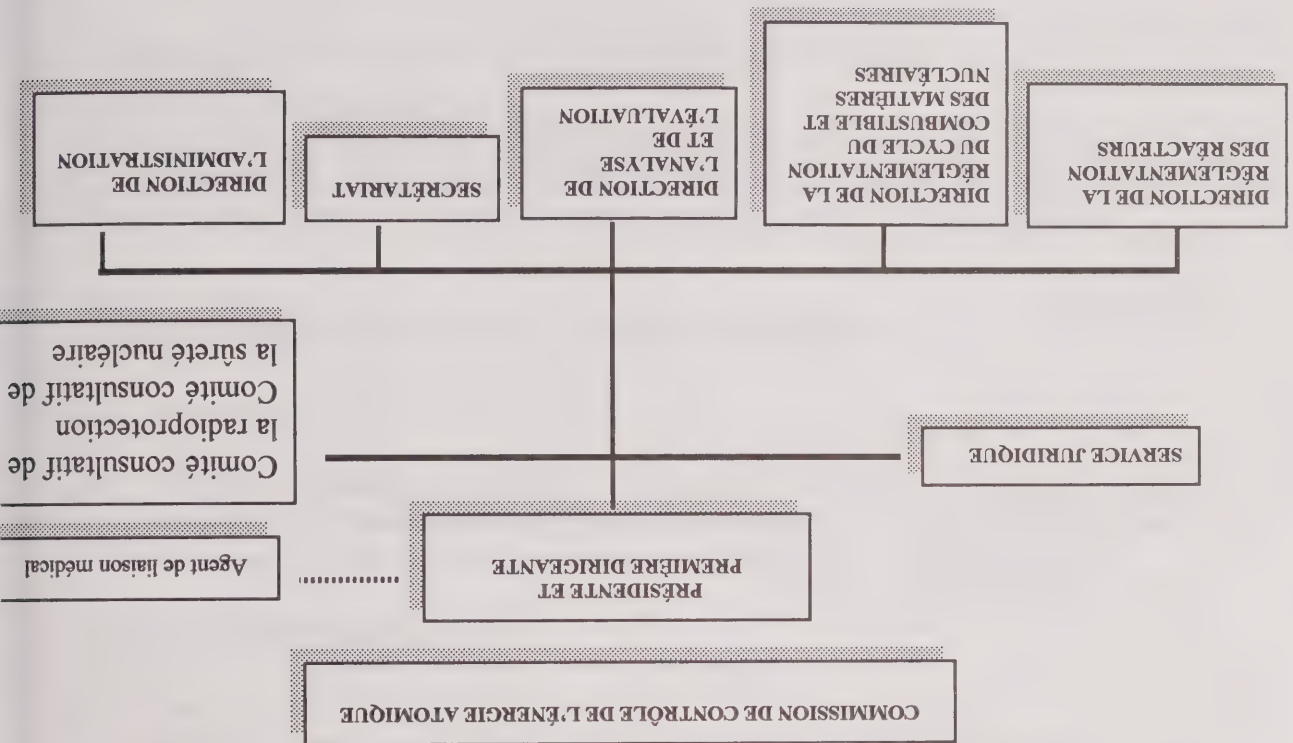 COMMISSION DE CONTRÔLE DE L'ÉNERGIE ATOMIQUE
PRÉSIDENTE ET
PREMIÈRE DIRIGEANTE
Agent de liaison médical
SERVICE JURIDIQUE
Comité consultatif de
la radioprotection
Comité consultatif de
la sûreté nucléaire
DIRECTION DE LA
RÉGLEMENTATION
DES RÉACTEURS
DIRECTION DE LA
RÉGLEMENTATION
DU CYCLE DU
COMBUSTIBLE ET
DES MATIÈRES
NUCLÉAIRES
DIRECTION DE
L'ANALYSE
ET DE
L'ÉVALUATION
SECRÉTARIAT
DIRECTION DE
L'ADMINISTRATION